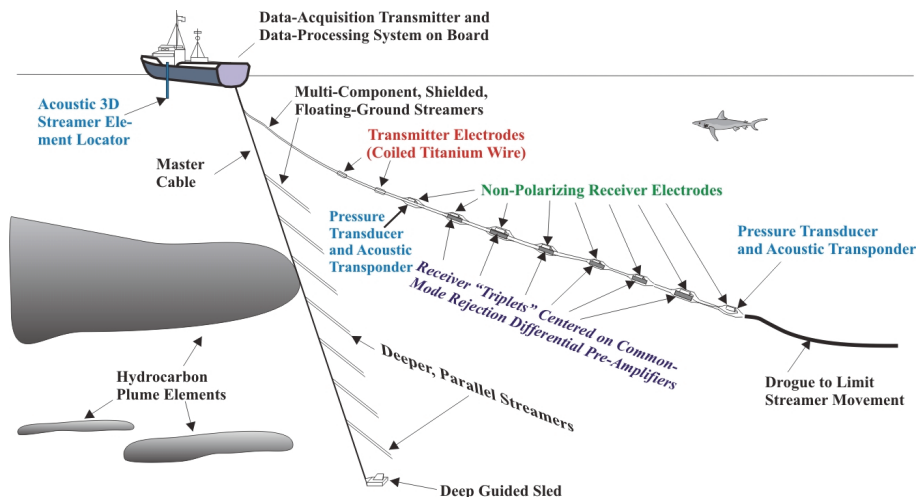 Data-Acquisition Transmitter and
Data-Processing System on Board
Acoustic 3D
Streamer Ele-
ment Locator
Multi-Component, Shielded,
Floating-Ground Streamers
Master
Cable
Transmitter Electrodes
(Coiled Titanium Wire)
Non-Polarizing Receiver Electrodes
Pressure
Transducer
and Acoustic
Transponder
Pressure Transducer
and Acoustic Transponder
Receiver “Triplets” Centered on Common-
Mode Rejection Differential Pre-Amplifiers
Hydrocarbon
Plume Elements
Deeper, Parallel Streamers
Drogue to Limit
Streamer Movement
Deep Guided Sled